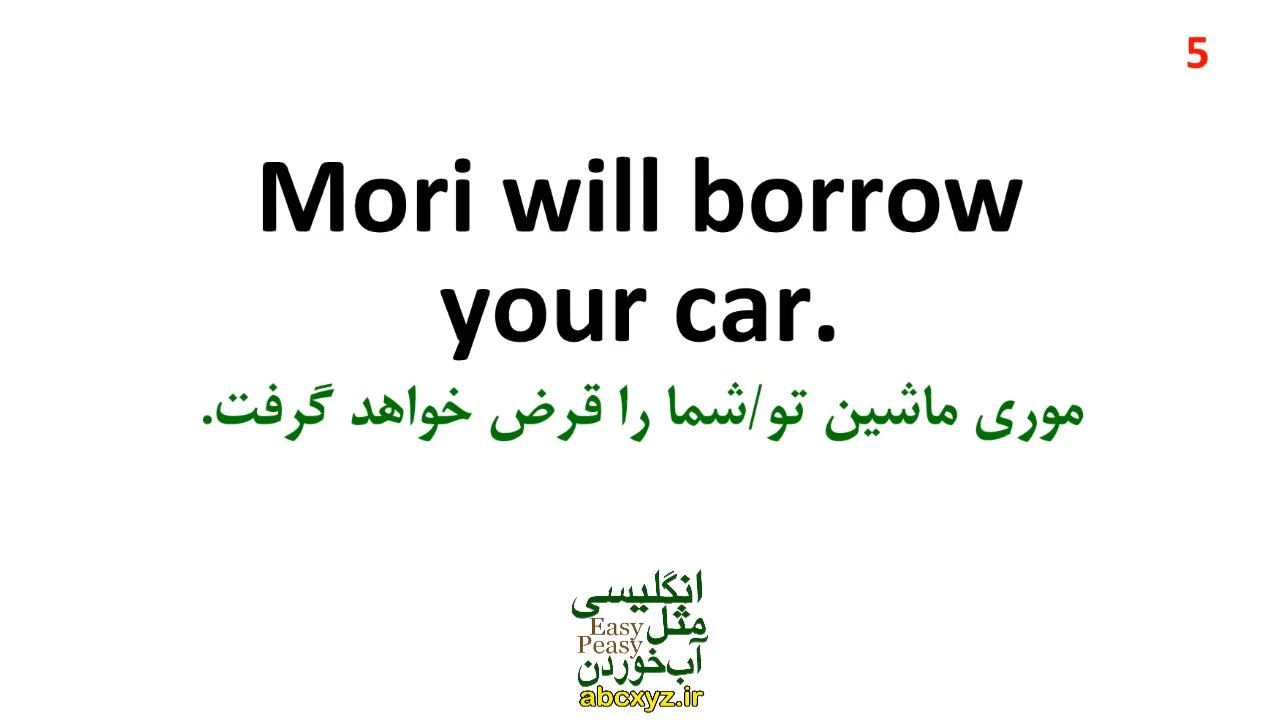 5
Mori will borrow
your car.
موری ماشین تو/شما را قرض خواهد گرفت.
انگلیسی
مثل
Easy
Peasy
آب‌خوردن
abcxyz.ir